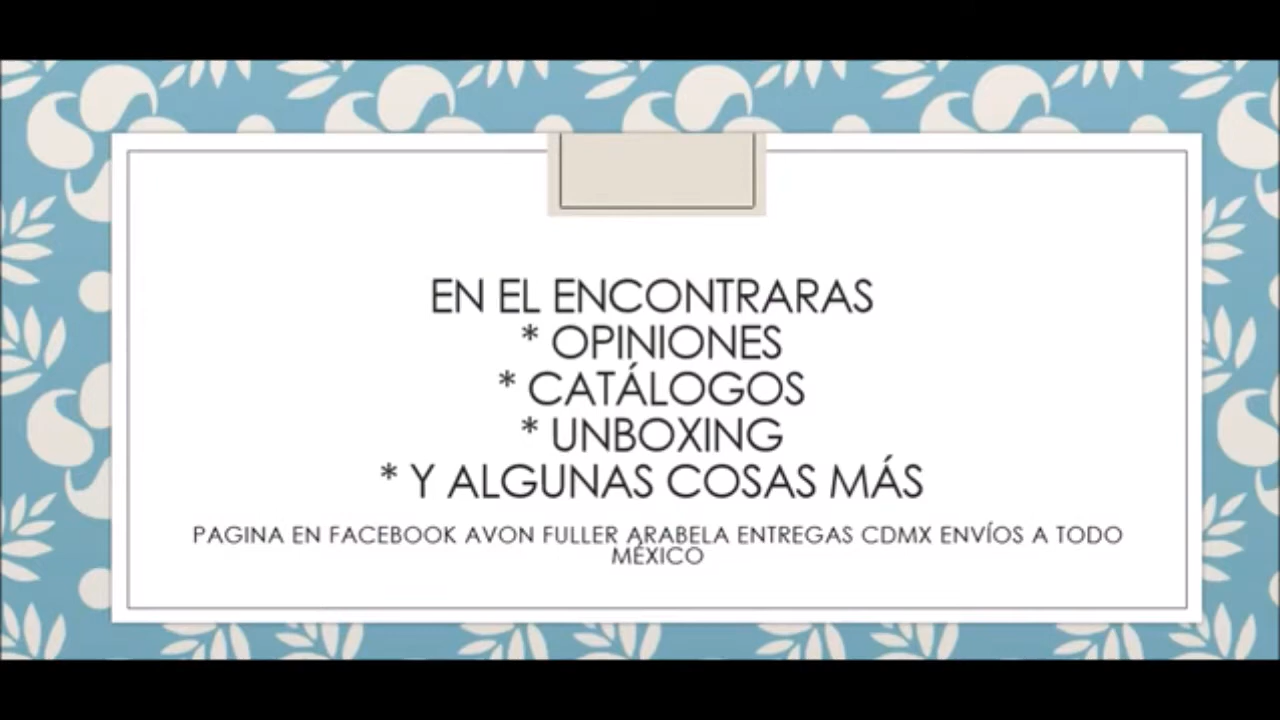 EN EL ENCONTRARAS
* OPINIONES
* CATÁLOGOS
* UNBOXING
* Y ALGUNAS COSAS MÁS
PAGINA EN FACEBOOK AVON FULLER ARABELA ENTREGAS CDMX ENVÍOS A TODO
MÉXICO